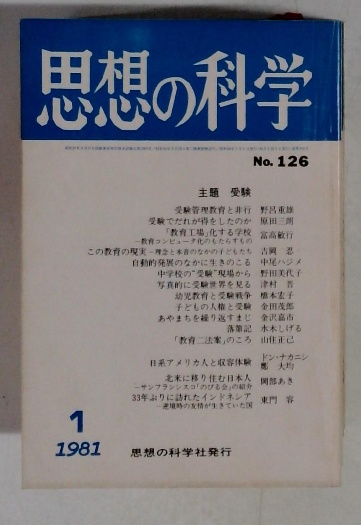 思想の科学
No. 126
主題 受験
受験管理教育と非行 野呂重雄
受験でだれが得をしたのか 原田三朗
「教育工場」化する学校 富高敏行
―教育コンピュータ化のもたらすもの
この教育の現実―理念と本音のなかの子どもたち 吉岡 忍
自動的発展のなかに生きのこる 中尾ハジメ
中学校の“受験”現場から 野田美代子
写真的に受験世界を見る 津村 喬
幼児教育と受験戦争 橋本宏子
子どもの人権と受験 金田茂郎
あやまちを繰り返すまじ 金沢嘉市
落第記 水木しげる
「教育二法案」のころ 山住正己
日系アメリカ人と収容体験 ドン・ナカニシ
鄭 大均
北米に移り住む日本人 岡部あき
―サンフランシスコ「のびる会」の紹介
33年ぶりに訪れたインドネシア 東門 容
―逆境時の友情が生きていた国
1
1981
思想の科学社発行